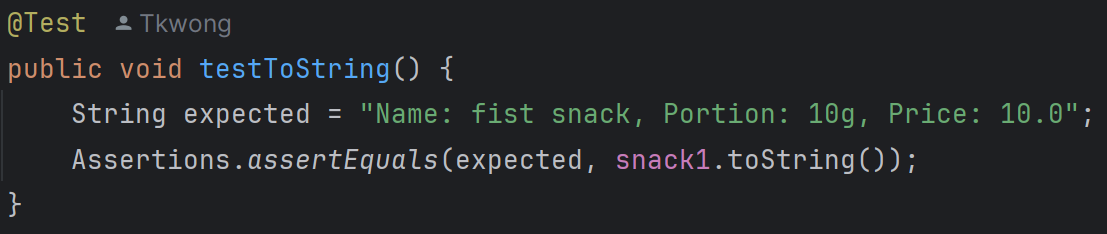 @Test Tkwong
public void testToString() {
String expected = "Name: fist snack, Portion: 10g, Price: 10.0";
Assertions.assertEquals(expected, snack1.toString());
}